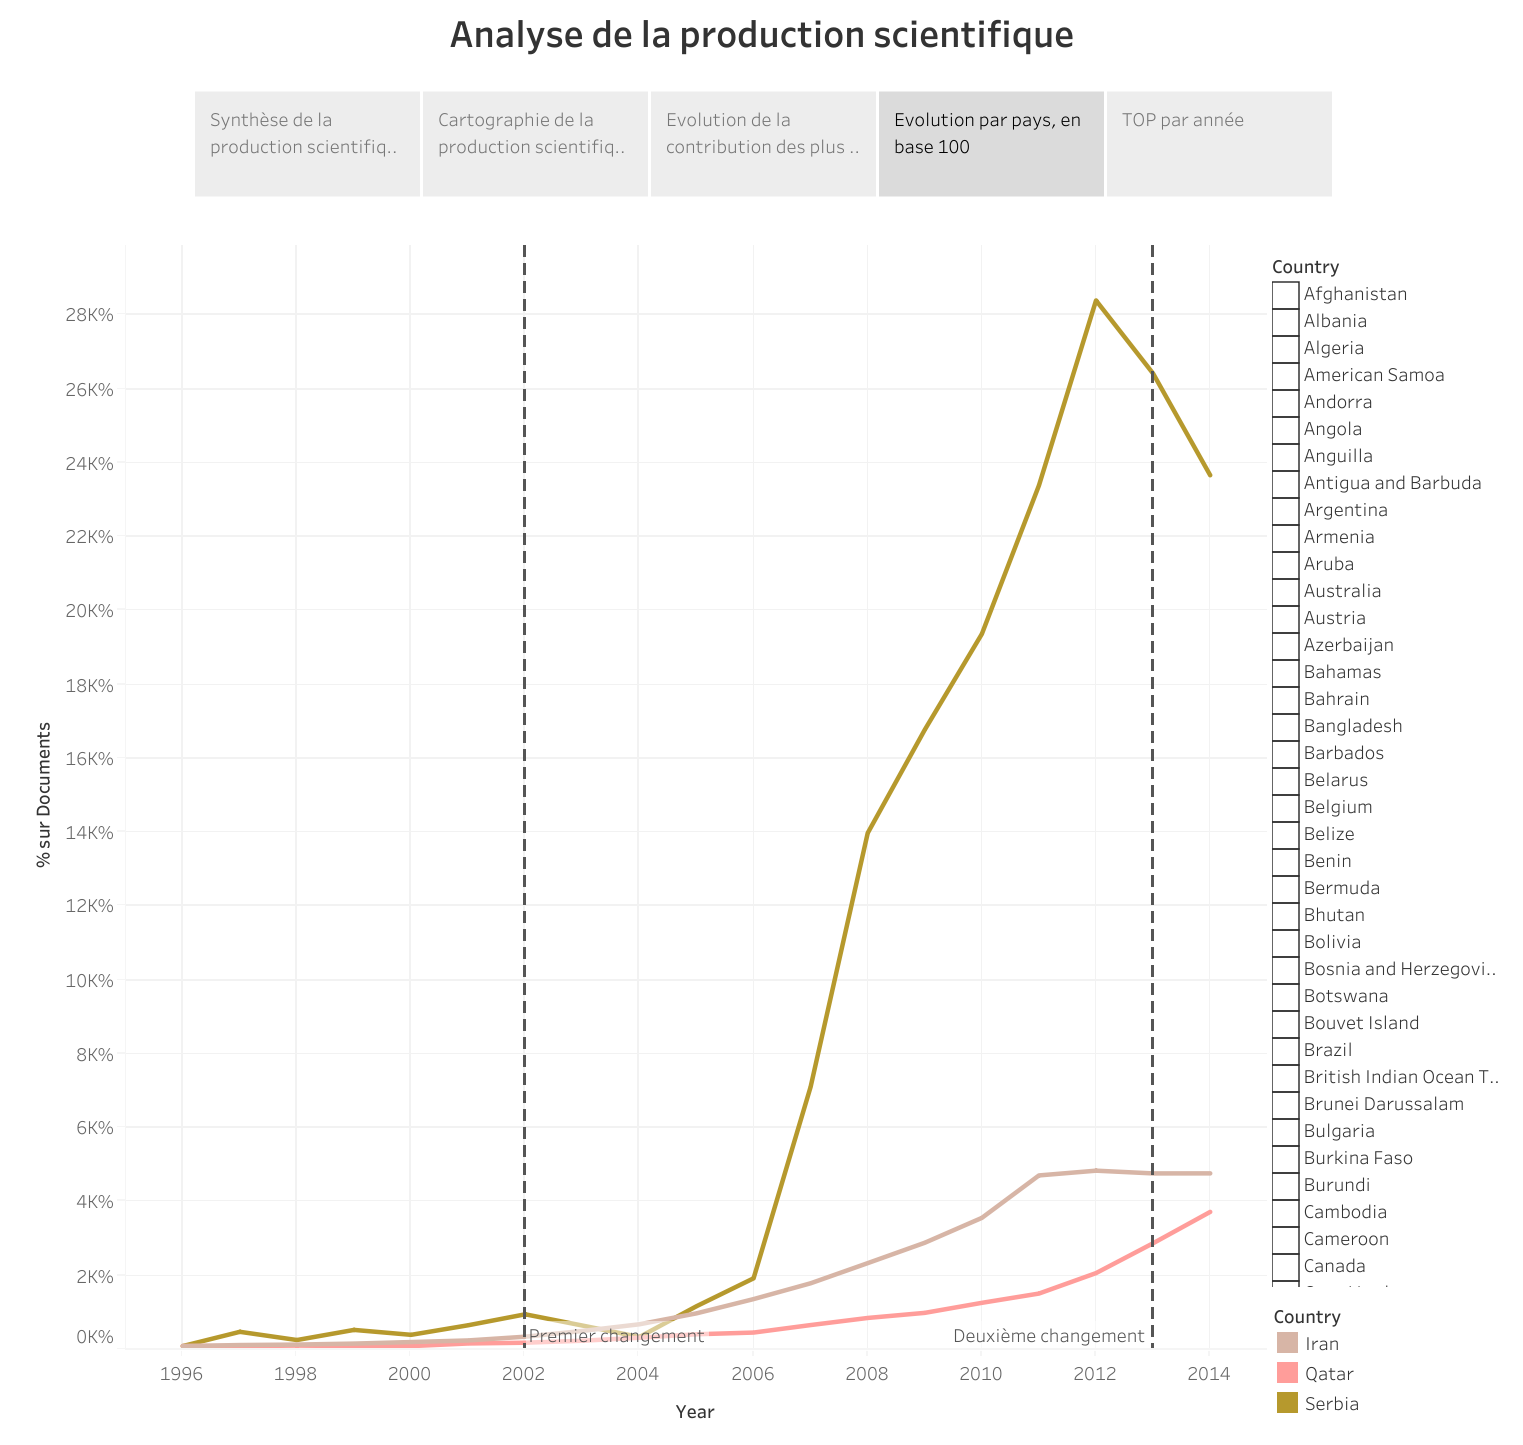 Analyse de la production scientifique
Synthèse de la
production scientifiq..
Cartographie de la
production scientifiq..
Evolution de la
contribution des plus ..
Evolution par pays, en
base 100
TOP par année
28K%
26K%
24K%
22K%
20K%
18K%
16K%
14K%
12K%
10K%
8K%
6K%
4K%
2K%
0K%
% sur Documents
Premier changement
Deuxième changement
1996
1998
2000
2002
2004
2006
2008
2010
2012
2014
Year
Country
Afghanistan
Albania
Algeria
American Samoa
Andorra
Angola
Anguilla
Antigua and Barbuda
Argentina
Armenia
Aruba
Australia
Austria
Azerbaijan
Bahamas
Bahrain
Bangladesh
Barbados
Belarus
Belgium
Belize
Benin
Bermuda
Bhutan
Bolivia
Bosnia and Herzegovi..
Botswana
Bouvet Island
Brazil
British Indian Ocean T..
Brunei Darussalam
Bulgaria
Burkina Faso
Burundi
Cambodia
Cameroon
Canada
Country
Iran
Qatar
Serbia